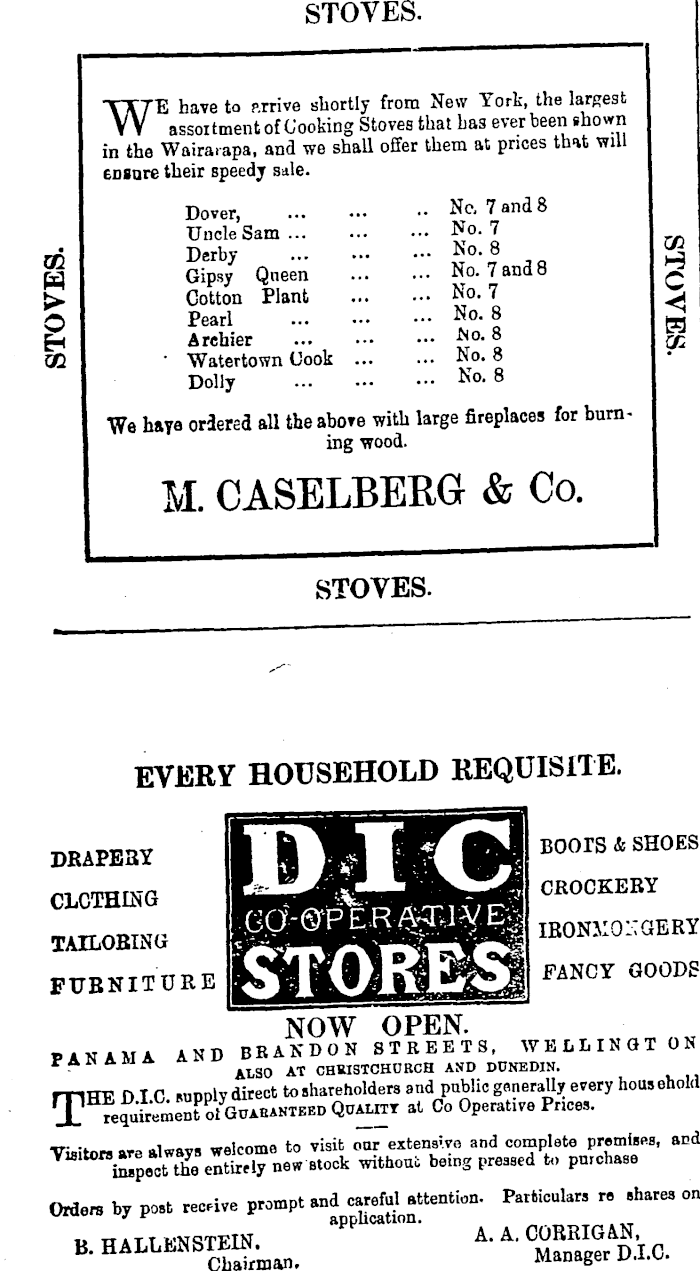 STOVES.
WE have to arrive shortly from New York, the largest
assortment of Cooking Stoves that has ever been shown
in the Wairarapa, and we shall offer them at prices that will
ensure their speedy sale.
Dover, ... ... .. No. 7 and 8
Uncle Sam ... ... ... No. 7
Derby ... ... ... No. 8
Gipsy Queen ... ... No. 7 and 8
Cotton Plant ... ... No. 7
Pearl ... ... ... No. 8
Archier ... ... ... No. 8
Watertown Cook ... ... No. 8
Dolly ... ... ... No. 8
We have ordered all the above with large fireplaces for burn-
ing wood.
M. CASELBERG & Co.
STOVES.
STOVES.
STOVES.
EVERY HOUSEHOLD REQUISITE.
DRAPERY
CLOTHING
TAILORING
FURNITURE
DIC
CO-OPERATIVE
STORES
BOOTS & SHOES
CROCKERY
IRONMONGERY
FANCY GOODS
NOW OPEN.
PANAMA AND BRANDON STREETS, WELLINGTON
ALSO AT CHRISTCHURCH AND DUNEDIN.
THE D.I.C. supply direct to shareholders and public generally every household
requirement of GUARANTEED QUALITY at Co Operative Prices.
Visitors are always welcome to visit our extensive and complete premises, and
inspect the entirely new stock without being pressed to purchase
Orders by post receive prompt and careful attention. Particulars re shares on
application.
B. HALLENSTEIN.
Chairman.
A. A. CORRIGAN,
Manager D.I.C.